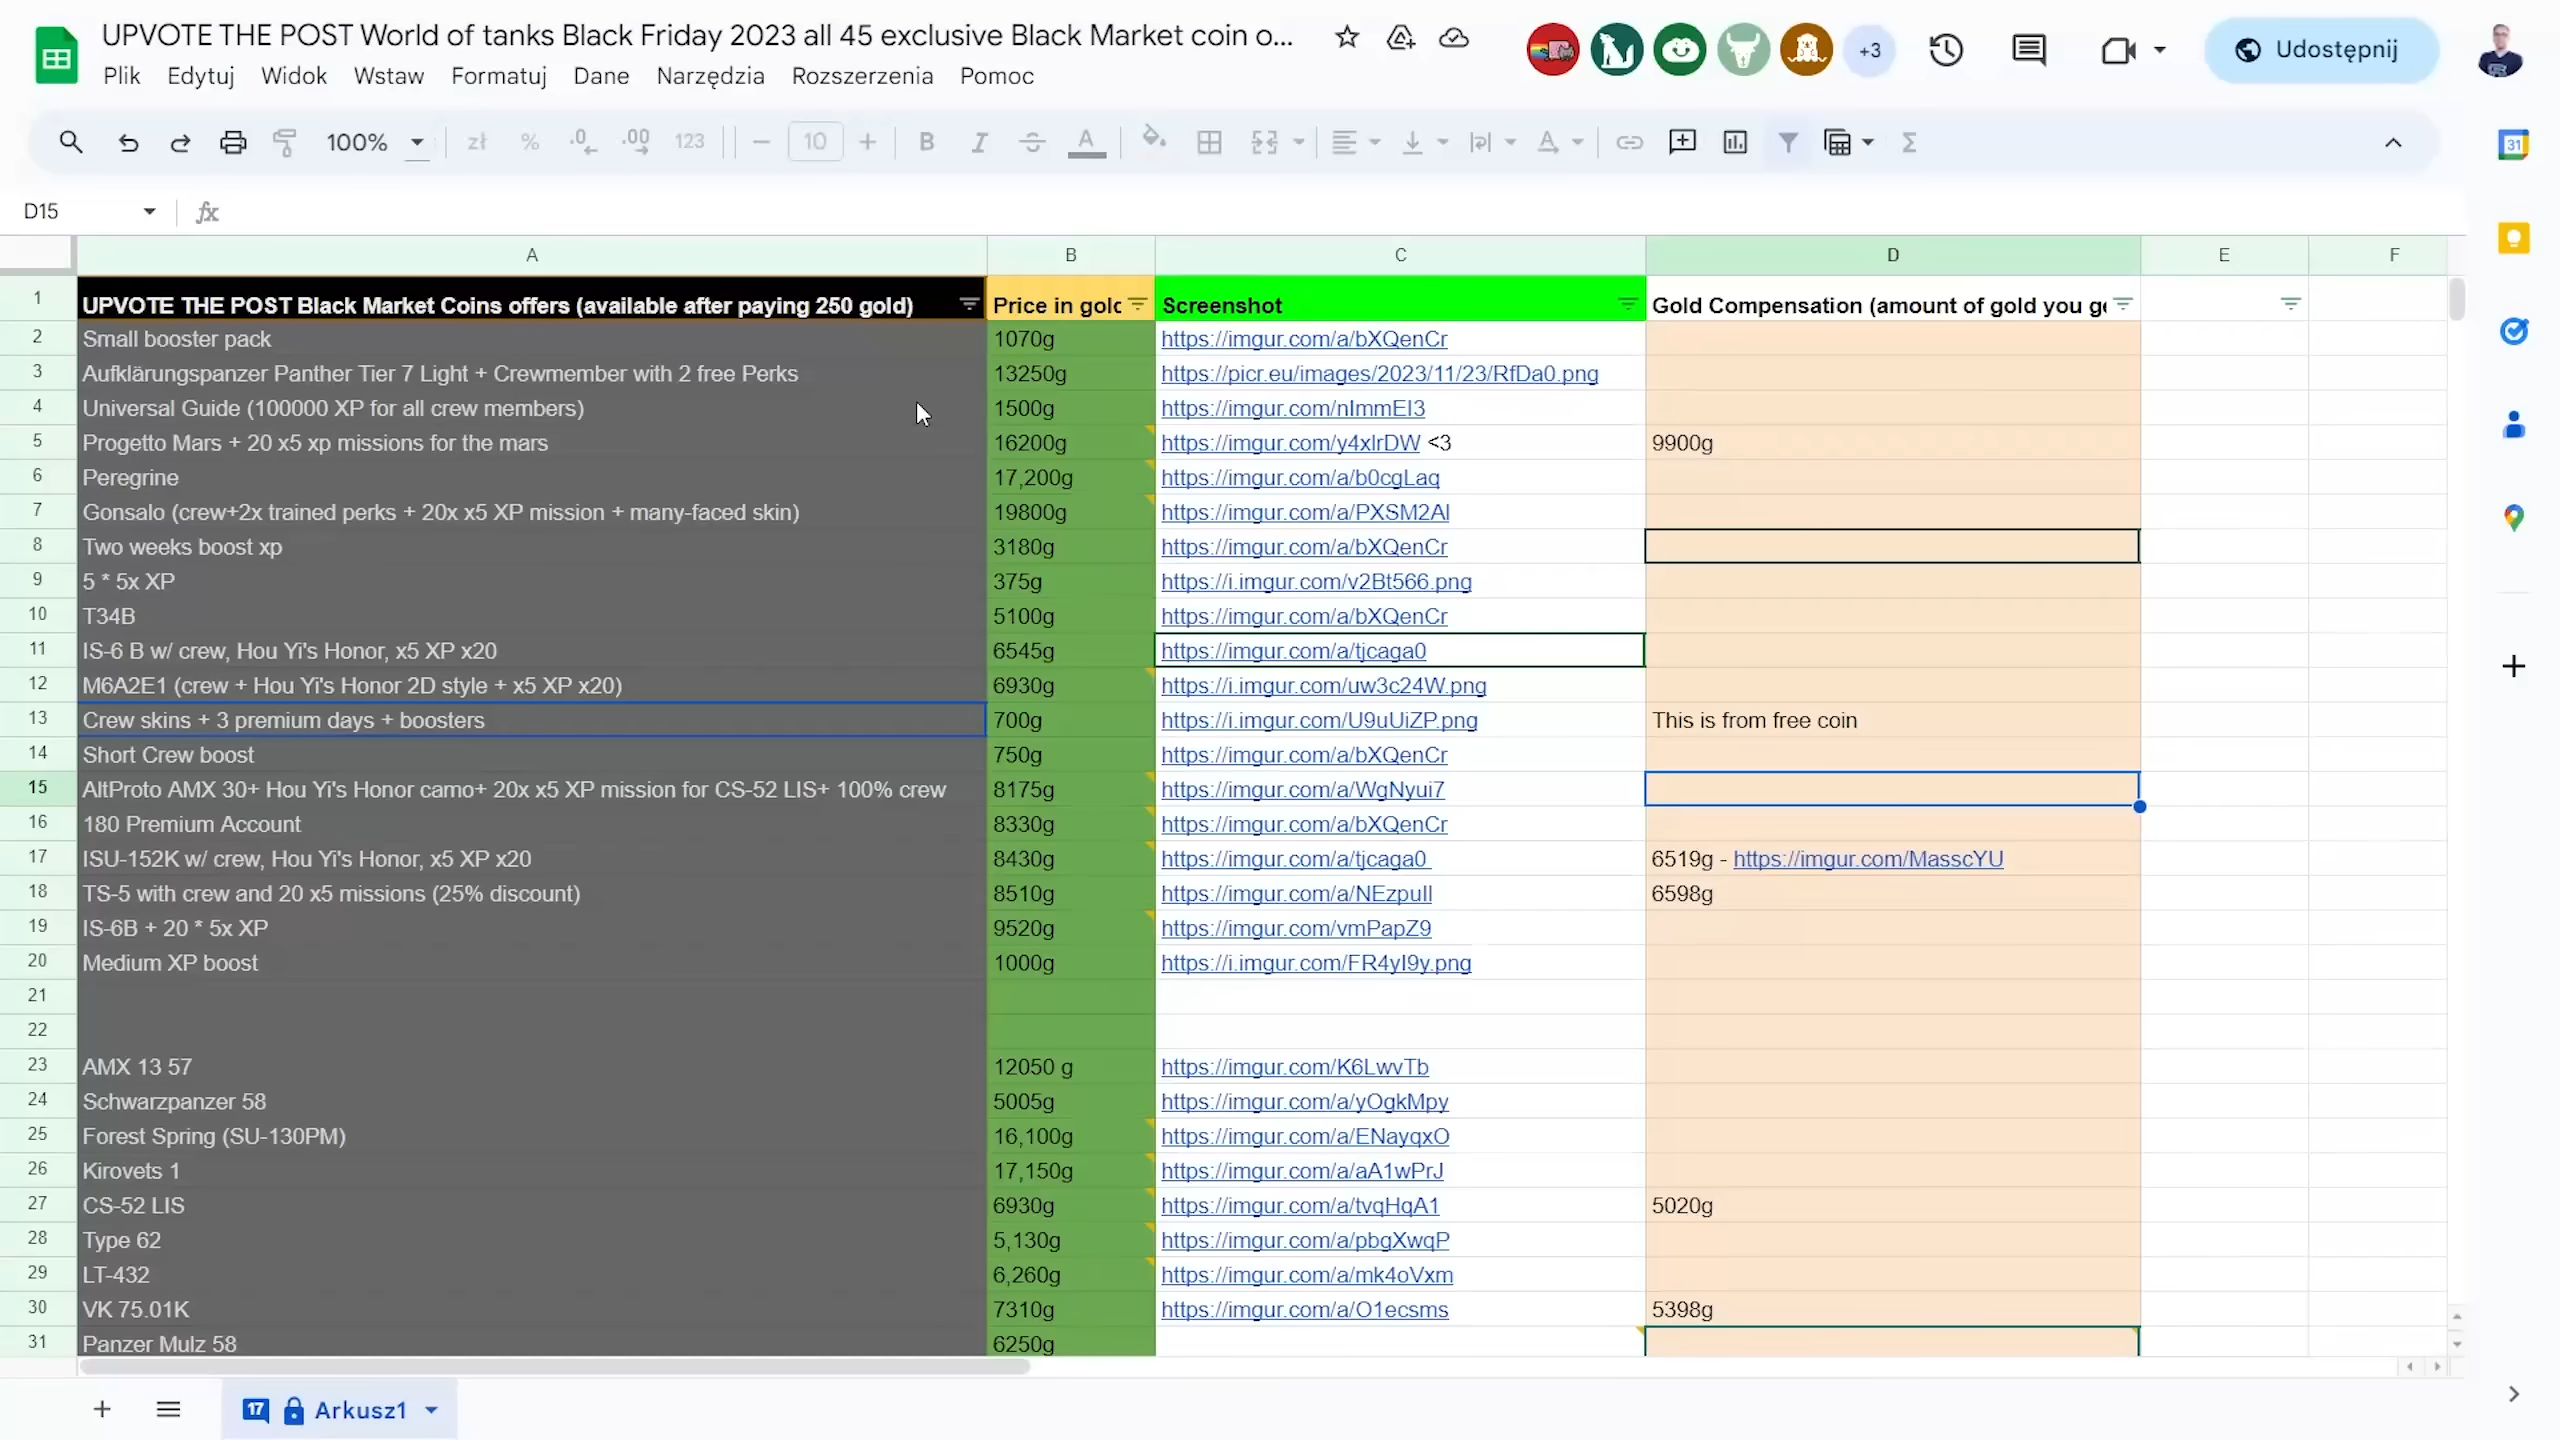 UPVOTE THE POST World of tanks Black Friday 2023 all 45 exclusive Black Market coin o...
+3
Udostępnij
Plik Edytuj Widok Wstaw Formatuj Dane Narzędzia Rozszerzenia Pomoc
100% zł % .0 .00 123 10 B I A A
31
D15 fx
A B C D E F
1 UPVOTE THE POST Black Market Coins offers (available after paying 250 gold) Price in gold Screenshot Gold Compensation (amount of gold you ge
2 Small booster pack 1070g https://imgur.com/a/bXQenCr
3 Aufklärungspanzer Panther Tier 7 Light + Crewmember with 2 free Perks 13250g https://picr.eu/images/2023/11/23/RfDa0.png
4 Universal Guide (100000 XP for all crew members) 1500g https://imgur.com/nImmEI3
5 Progetto Mars + 20 x5 xp missions for the mars 16200g https://imgur.com/y4xIrDW <3 9900g
6 Peregrine 17,200g https://imgur.com/a/b0cgLaq
7 Gonsalo (crew+2x trained perks + 20x x5 XP mission + many-faced skin) 19800g https://imgur.com/a/PXSM2Al
8 Two weeks boost xp 3180g https://imgur.com/a/bXQenCr
9 5 * 5x XP 375g https://i.imgur.com/v2Bt566.png
10 T34B 5100g https://imgur.com/a/bXQenCr
11 IS-6 B w/ crew, Hou Yi's Honor, x5 XP x20 6545g https://imgur.com/a/tjcaga0
12 M6A2E1 (crew + Hou Yi's Honor 2D style + x5 XP x20) 6930g https://i.imgur.com/uw3c24W.png
13 Crew skins + 3 premium days + boosters 700g https://i.imgur.com/U9uUiZP.png This is from free coin
14 Short Crew boost 750g https://imgur.com/a/bXQenCr
15 AltProto AMX 30+ Hou Yi's Honor camo+ 20x x5 XP mission for CS-52 LIS+ 100% crew 8175g https://imgur.com/a/WgNyui7
16 180 Premium Account 8330g https://imgur.com/a/bXQenCr
17 ISU-152K w/ crew, Hou Yi's Honor, x5 XP x20 8430g https://imgur.com/a/tjcaga0 6519g - https://imgur.com/MasscYU
18 TS-5 with crew and 20 x5 missions (25% discount) 8510g https://imgur.com/a/NEzpull 6598g
19 IS-6B + 20 * 5x XP 9520g https://imgur.com/vmPapZ9
20 Medium XP boost 1000g https://i.imgur.com/FR4yI9y.png
21
22
23 AMX 13 57 12050 g https://imgur.com/K6LwvTb
24 Schwarzpanzer 58 5005g https://imgur.com/a/yOgkMpy
25 Forest Spring (SU-130PM) 16,100g https://imgur.com/a/ENayqxO
26 Kirovets 1 17,150g https://imgur.com/a/aA1wPrJ
27 CS-52 LIS 6930g https://imgur.com/a/tvqHqA1 5020g
28 Type 62 5,130g https://imgur.com/a/pbgXwqP
29 LT-432 6,260g https://imgur.com/a/mk4oVxm
30 VK 75.01K 7310g https://imgur.com/a/O1ecsms 5398g
31 Panzer Mulz 58 6250g
17 Arkusz1